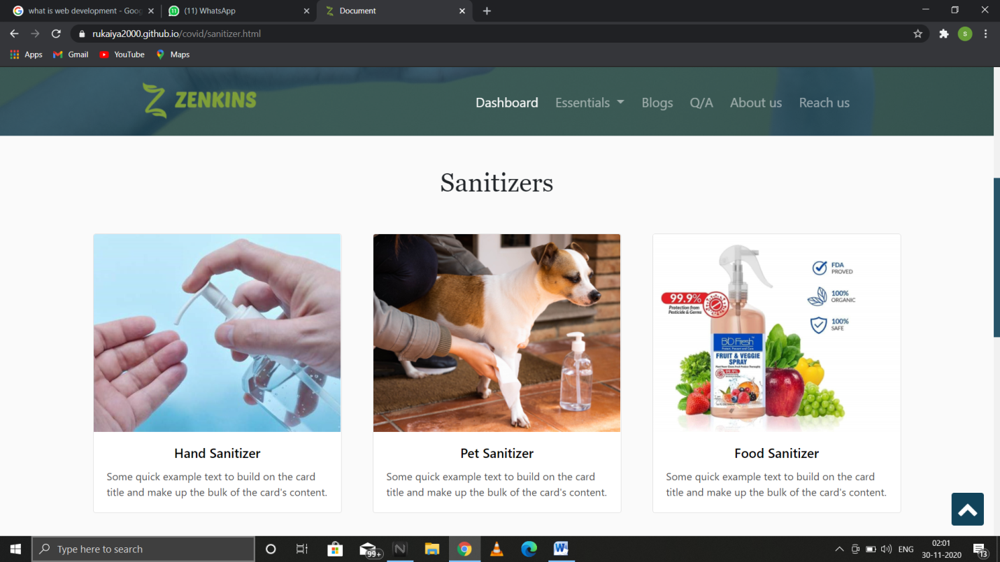 what is web development - Goog
(11) WhatsApp
Document
rukaiya2000.github.io/covid/sanitizer.html
S
Apps
Gmail
YouTube
Maps
ZENKINS
Dashboard
Essentials
Blogs
Q/A
About us
Reach us
Sanitizers
FDA
PROVED
100%
ORGANIC
100%
SAFE
99.9%
Protection from
Pesticide & Germs
FRUIT & VEGGIE
SPRAY
99.9%
Hand Sanitizer
Some quick example text to build on the card
title and make up the bulk of the card's content.
Pet Sanitizer
Some quick example text to build on the card
title and make up the bulk of the card's content.
Food Sanitizer
Some quick example text to build on the card
title and make up the bulk of the card's content.
Type here to search
99+
N
W
ENG
02:01
30-11-2020
13